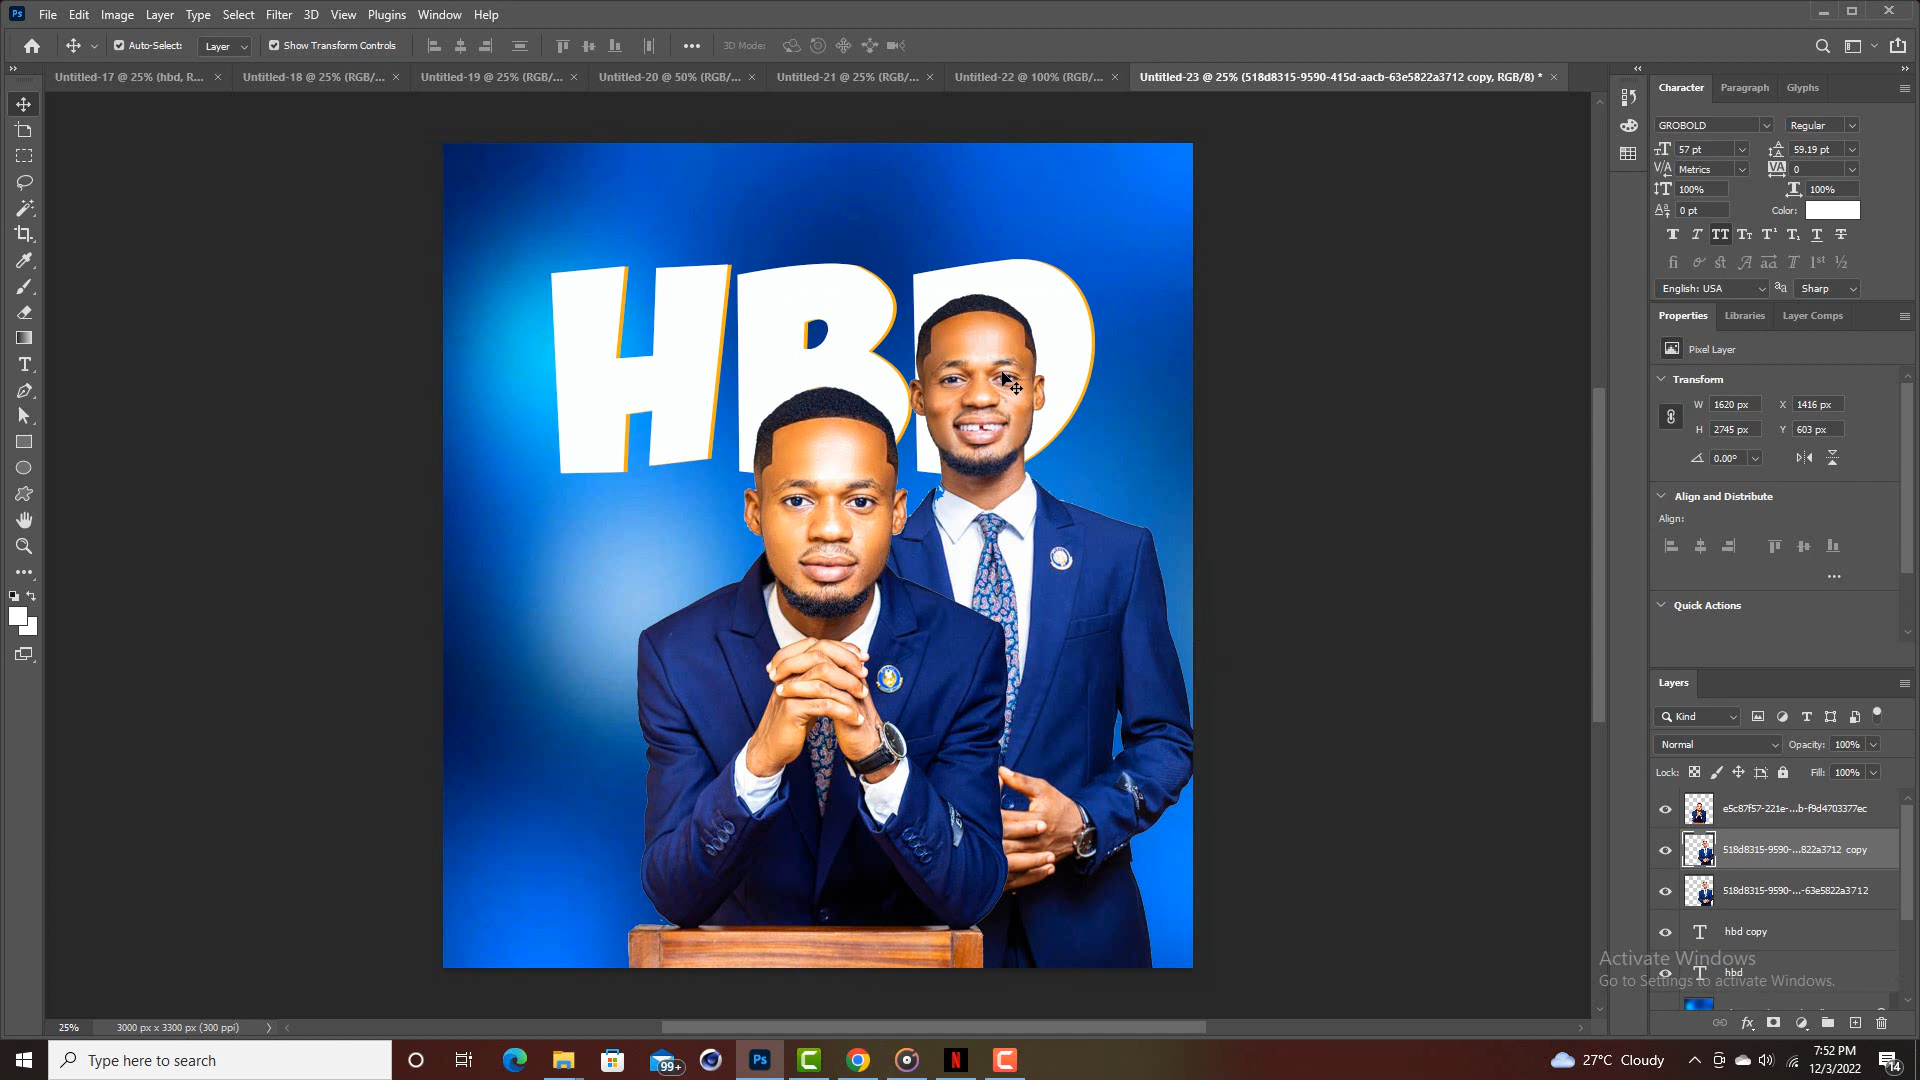 Ps File Edit Image Layer Type Select Filter 3D View Plugins Window Help
Auto-Select: Layer Show Transform Controls 3D Mode:
Untitled-17 @ 25% (hbd, R... × Untitled-18 @ 25% (RGB/... × Untitled-19 @ 25% (RGB/... × Untitled-20 @ 50% (RGB/... × Untitled-21 @ 25% (RGB/... × Untitled-22 @ 100% (RGB/... × Untitled-23 @ 25% (518d8315-9590-415d-aacb-63e5822a3712 copy, RGB/8) * ×
Character Paragraph Glyphs
GROBOLD Regular
57 pt 59.19 pt
Metrics 0
100% 100%
0 pt Color:
English: USA Sharp
Properties Libraries Layer Comps
Pixel Layer
Transform
W 1620 px X 1416 px
H 2745 px Y 603 px
0.00°
Align and Distribute
Align:
Quick Actions
HBD
Layers
Kind
Normal Opacity: 100%
Lock: Fill: 100%
e5c87f57-221e-...b-f9d4703377ec
518d8315-9590-...822a3712 copy
518d8315-9590-...-63e5822a3712
hbd copy
hbd
Activate Windows
Go to Settings to activate Windows.
25% 3000 px x 3300 px (300 ppi)
Type here to search
99+
Ps
N
27°C Cloudy
7:52 PM
12/3/2022
14